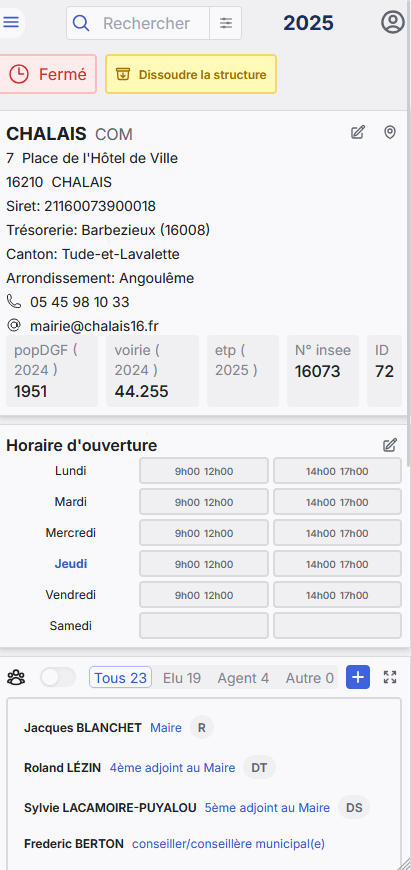 Rechercher
2025
Fermé
Dissoudre la structure
CHALAIS COM
7 Place de l'Hôtel de Ville
16210 CHALAIS
Siret: 21160073900018
Trésorerie: Barbezieux (16008)
Canton: Tude-et-Lavalette
Arrondissement: Angoulême
05 45 98 10 33
mairie@chalais16.fr
popDGF ( 2024 )
1951
voirie ( 2024 )
44.255
etp ( 2025 )
N° insee
16073
ID
72
Horaire d'ouverture
Lundi 9h00 12h00 14h00 17h00
Mardi 9h00 12h00 14h00 17h00
Mercredi 9h00 12h00 14h00 17h00
Jeudi 9h00 12h00 14h00 17h00
Vendredi 9h00 12h00 14h00 17h00
Samedi
Tous 23 Elu 19 Agent 4 Autre 0
Jacques BLANCHET Maire R
Roland LÉZIN 4ème adjoint au Maire DT
Sylvie LACAMOIRE-PUYALOU 5ème adjoint au Maire DS
Frederic BERTON conseiller/conseillère municipal(e)